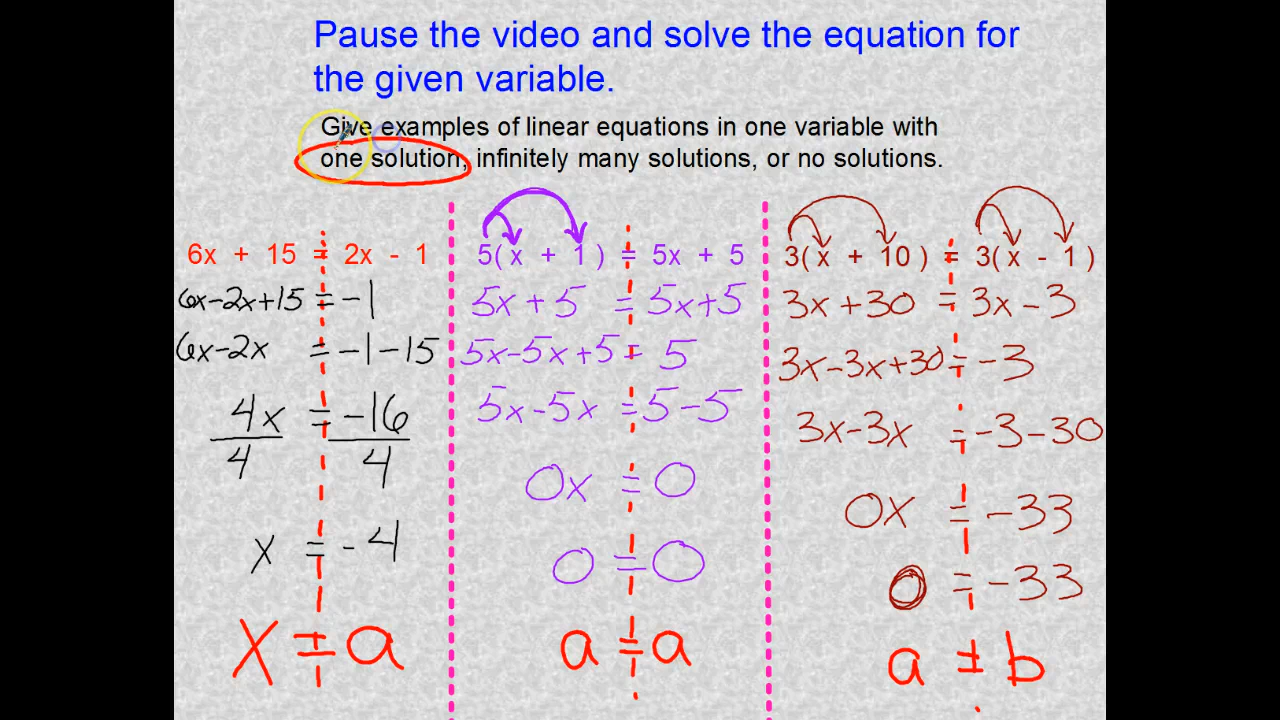 Pause the video and solve the equation for
the given variable.
Give examples of linear equations in one variable with
one solution, infinitely many solutions, or no solutions.
6x + 15 = 2x - 1
6x-2x+15 = -1
6x-2x = -1-15
4x = -16
4 4
x = -4
x = a
5( x + 1 ) = 5x + 5
5x + 5 = 5x+5
5x-5x+5= 5
5x-5x = 5-5
0x = 0
0 = 0
a = a
3( x + 10 ) = 3( x - 1 )
3x+30 = 3x-3
3x-3x+30= -3
3x-3x = -3-30
0x = -33
0 = -33
a = b